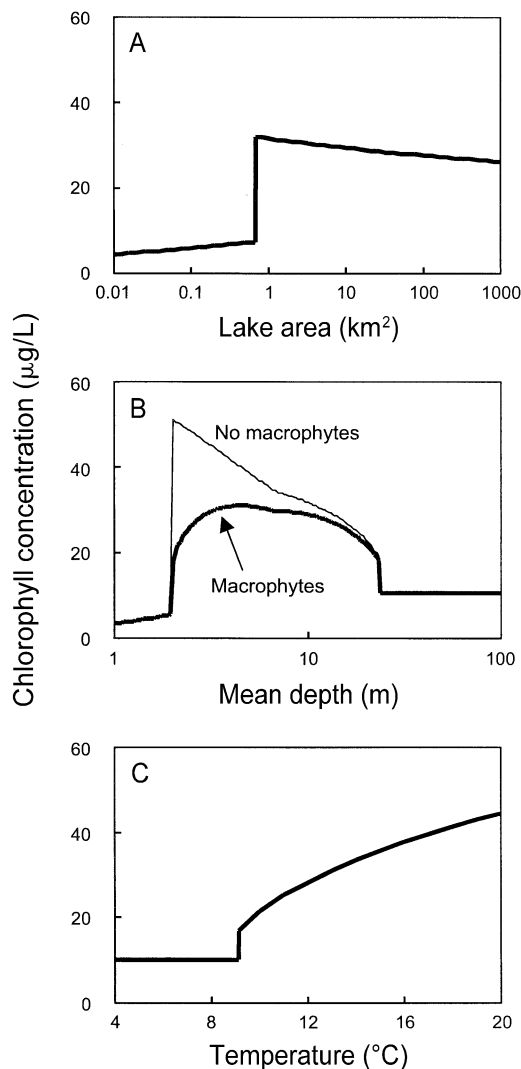 Chlorophyll concentration (μg/L)
A
60
40
20
0
0.01 0.1 1 10 100 1000
Lake area (km²)
B
60
40
20
0
No macrophytes
Macrophytes
1 10 100
Mean depth (m)
C
60
40
20
0
4 8 12 16 20
Temperature (°C)